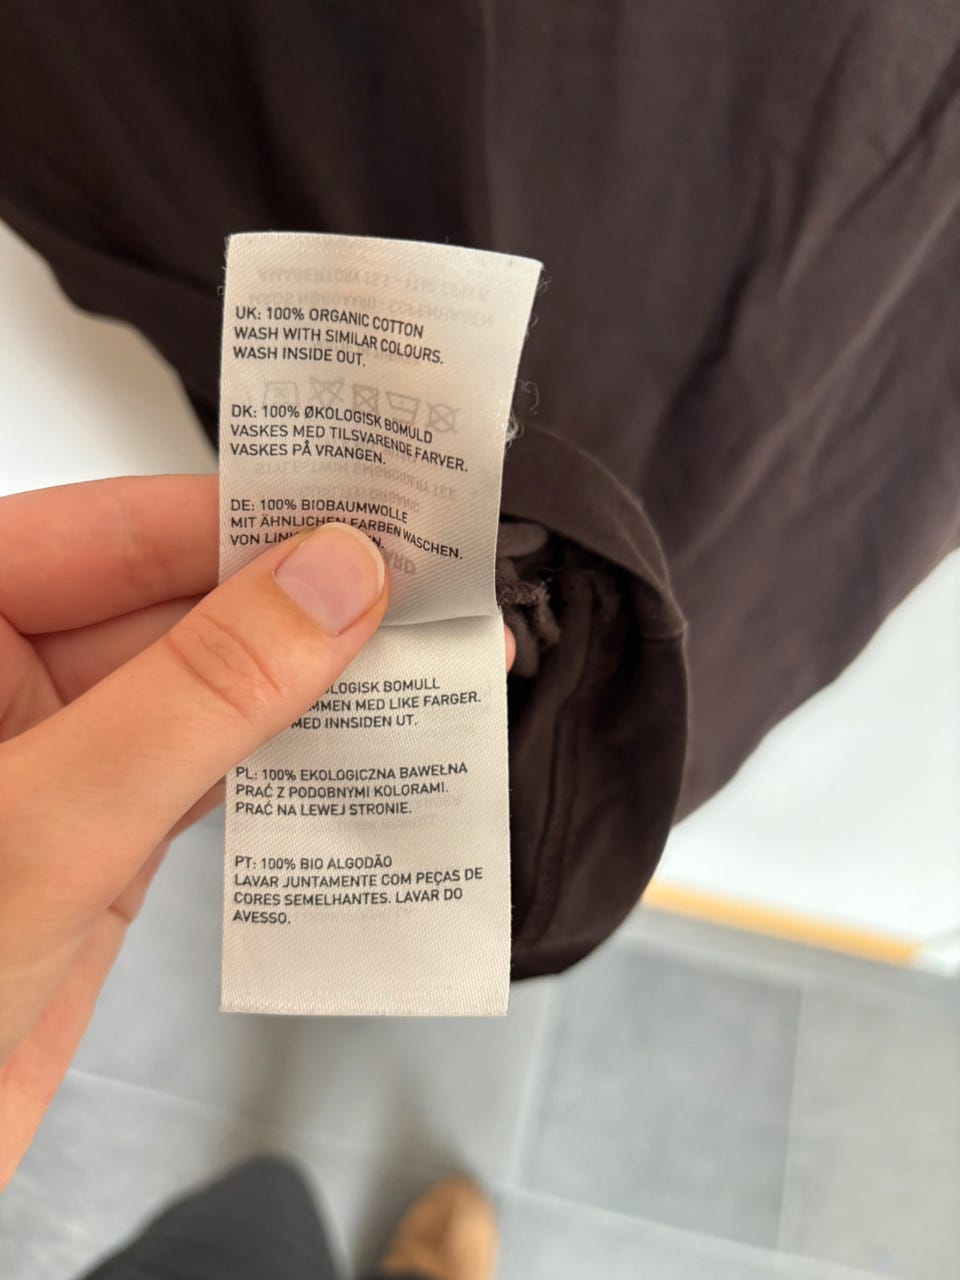 UK: 100% ORGANIC COTTON
WASH WITH SIMILAR COLOURS.
WASH INSIDE OUT.
DK: 100% ØKOLOGISK BOMULD
VASKES MED TILSVARENDE FARVER.
VASKES PÅ VRANGEN.
DE: 100% BIOBAUMWOLLE
MIT ÄHNLICHEN FARBEN WASCHEN.
VON
BOMULL
MED LIKE FARGER.
MED INNSIDEN UT.
PL: 100% EKOLOGICZNA BAWEŁNA
PRAĆ Z PODOBNYMI KOLORAMI.
PRAĆ NA LEWEJ STRONIE.
PT: 100% BIO ALGODÃO
LAVAR JUNTAMENTE COM PEÇAS DE
CORES SEMELHANTES. LAVAR DO
AVESSO.